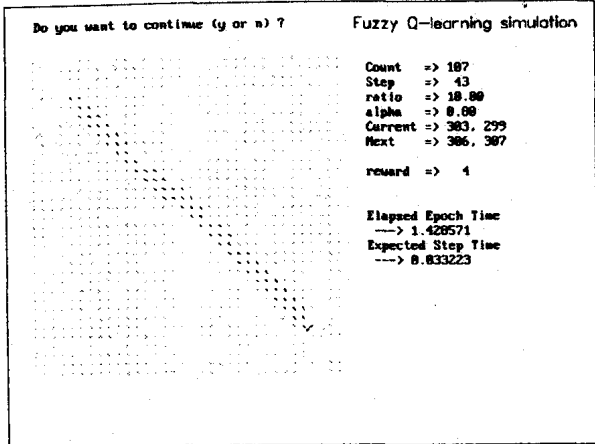 Do you want to continue (y or n) ?
Fuzzy Q-learning simulation
Count => 107
Step => 43
ratio => 10.00
alpha => 0.80
Current => 303, 299
Next => 306, 307
reward => 4
Elapsed Epoch Time
---> 1.428571
Expected Step Time
---> 0.033223